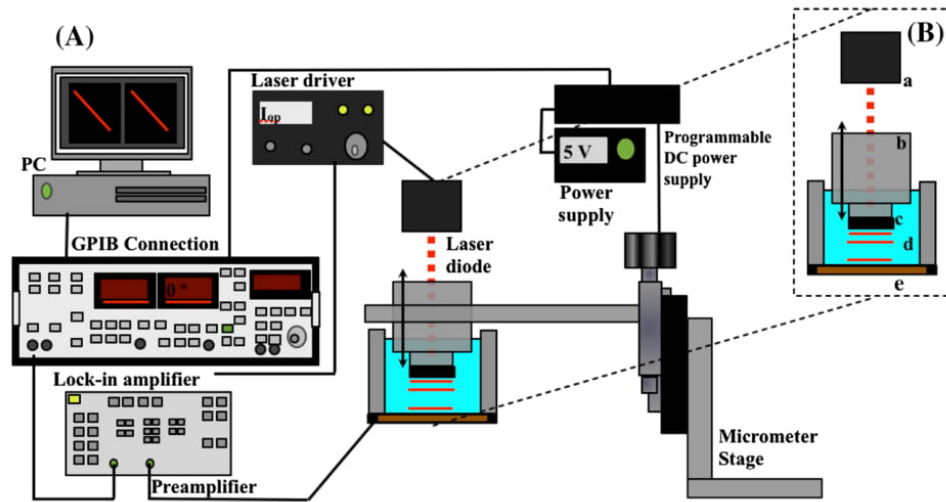 (A)
(B)
Laser driver
Iop
PC
5 V
Power
supply
Programmable
DC power
supply
GPIB Connection
Laser
diode
0 °
Lock-in amplifier
Preamplifier
Micrometer
Stage
a
b
c
d
e